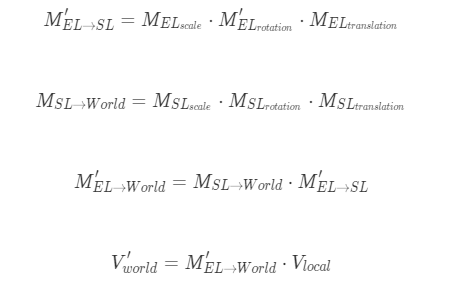 M′_{EL→SL} = M_{EL_{scale}} · M′_{EL_{rotation}} · M_{EL_{translation}}
M_{SL→World} = M_{SL_{scale}} · M_{SL_{rotation}} · M_{SL_{translation}}
M′_{EL→World} = M_{SL→World} · M′_{EL→SL}
V′_{world} = M′_{EL→World} · V_{local}